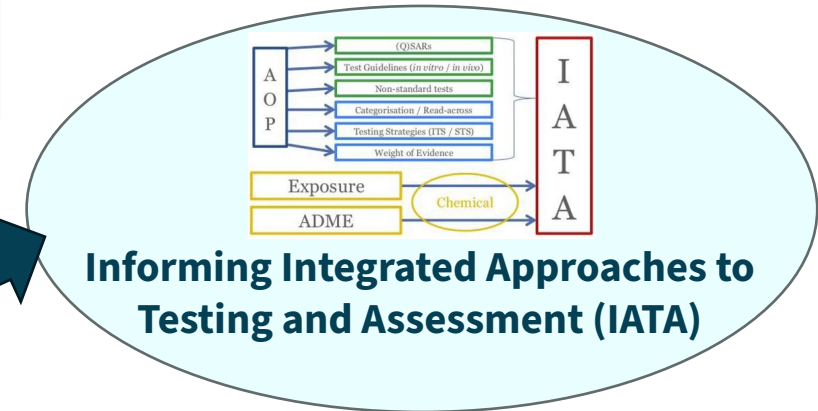 A
O
P
(Q)SARs
Test Guidelines (in vitro / in vivo)
Non-standard tests
Categorisation / Read-across
Testing Strategies (ITS / STS)
Weight of Evidence
I
A
T
A
Exposure
ADME
Chemical
Informing Integrated Approaches to
Testing and Assessment (IATA)